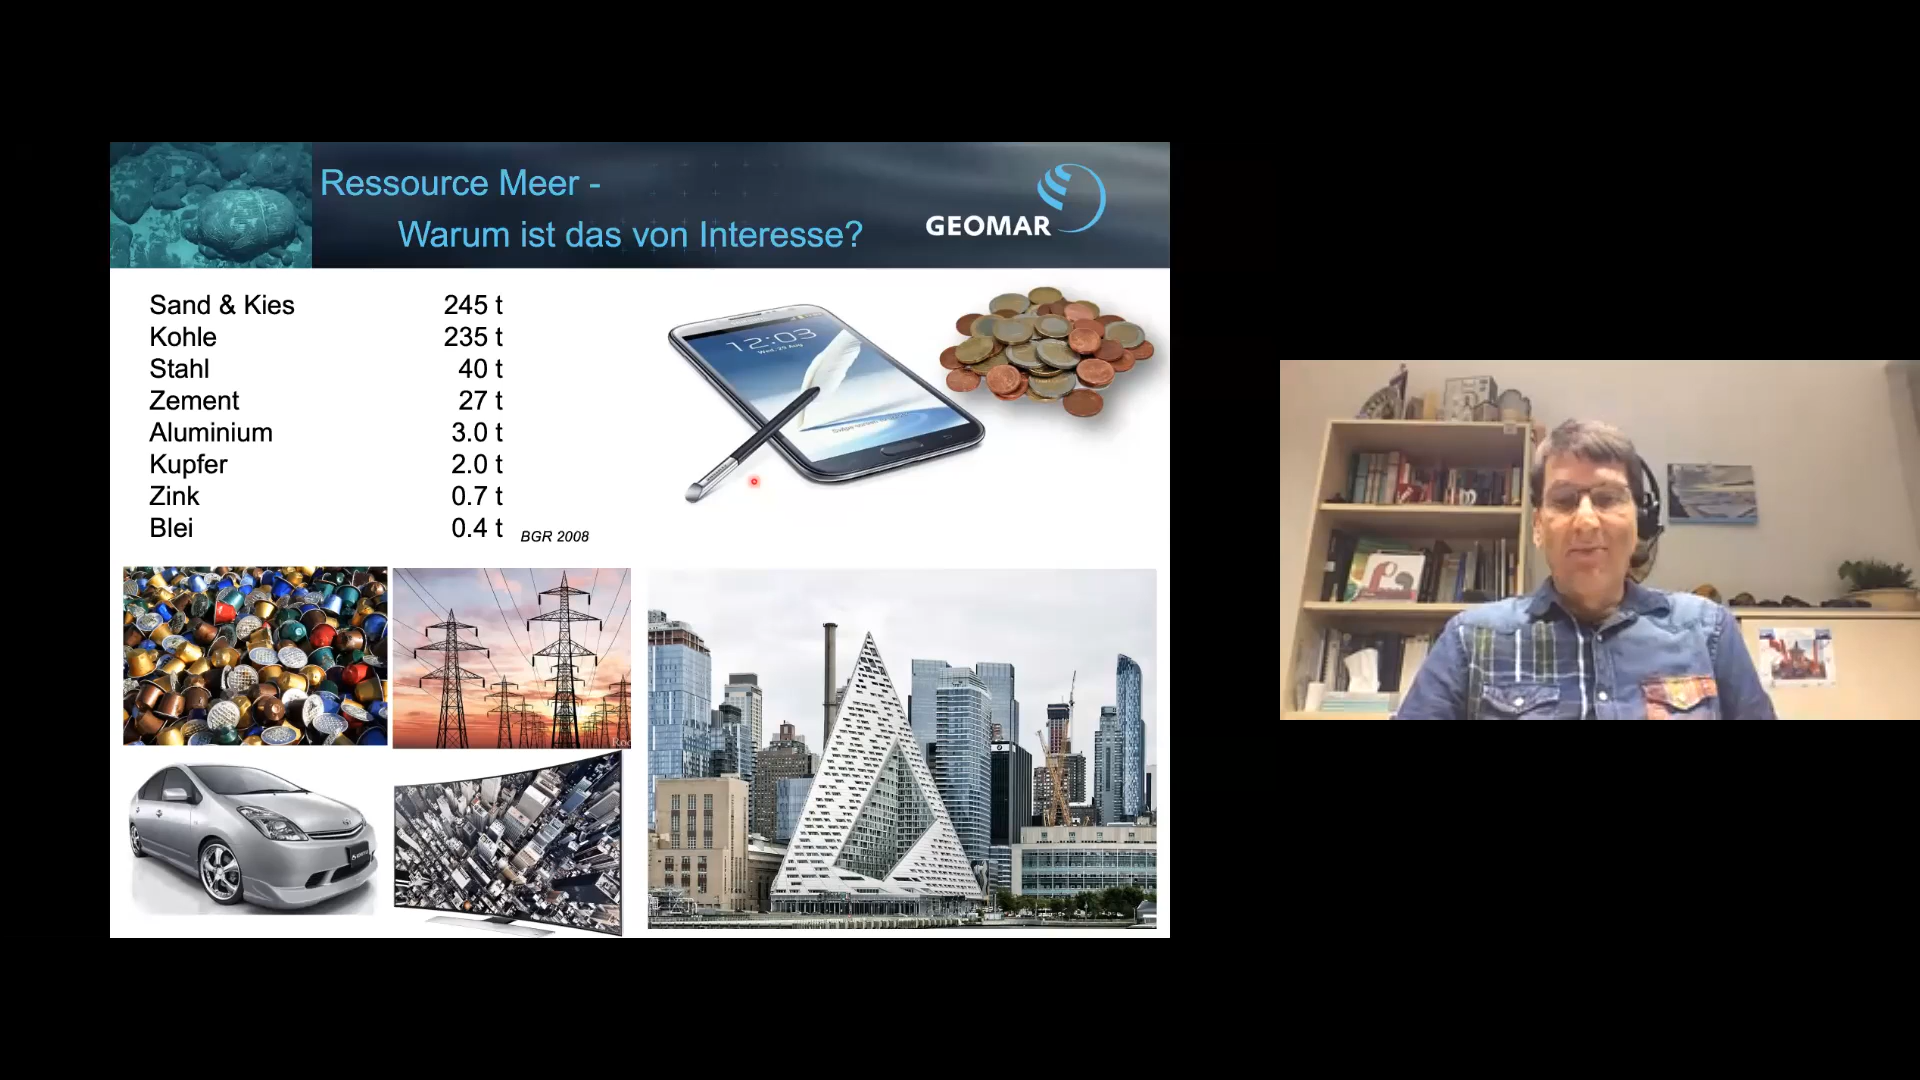 Ressource Meer -
Warum ist das von Interesse?
GEOMAR
Sand & Kies 245 t
Kohle 235 t
Stahl 40 t
Zement 27 t
Aluminium 3.0 t
Kupfer 2.0 t
Zink 0.7 t
Blei 0.4 t BGR 2008
12:03